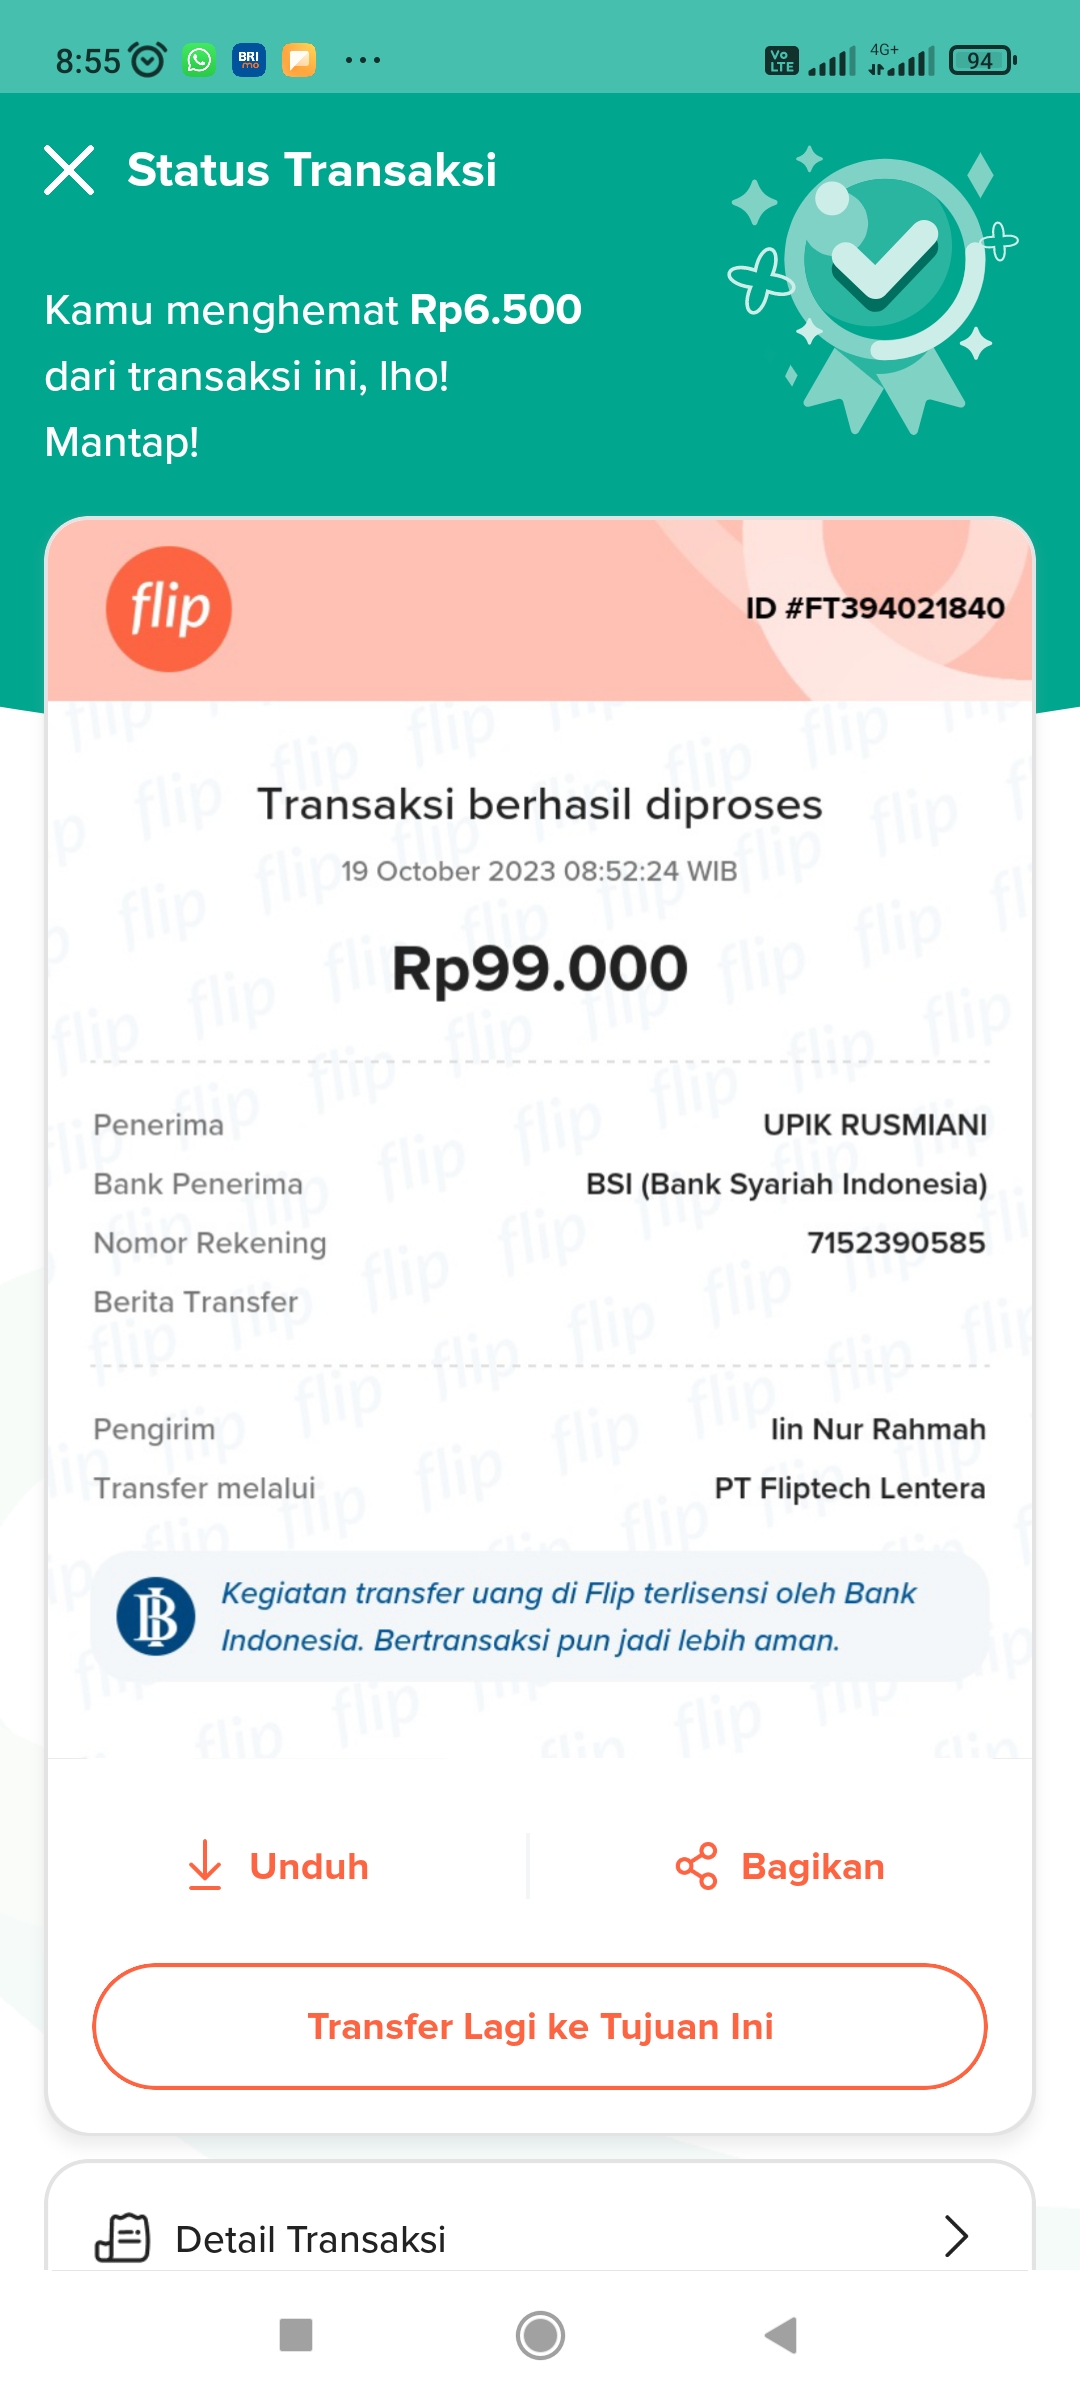 8:55
BRI
mo
Vo
LTE
4G+
94
Status Transaksi
Kamu menghemat Rp6.500
dari transaksi ini, lho!
Mantap!
flip
ID #FT394021840
Transaksi berhasil diproses
19 October 2023 08:52:24 WIB
Rp99.000
Penerima UPIK RUSMIANI
Bank Penerima BSI (Bank Syariah Indonesia)
Nomor Rekening 7152390585
Berita Transfer
Pengirim Iin Nur Rahmah
Transfer melalui PT Fliptech Lentera
Kegiatan transfer uang di Flip terlisensi oleh Bank
Indonesia. Bertransaksi pun jadi lebih aman.
Unduh
Bagikan
Transfer Lagi ke Tujuan Ini
Detail Transaksi